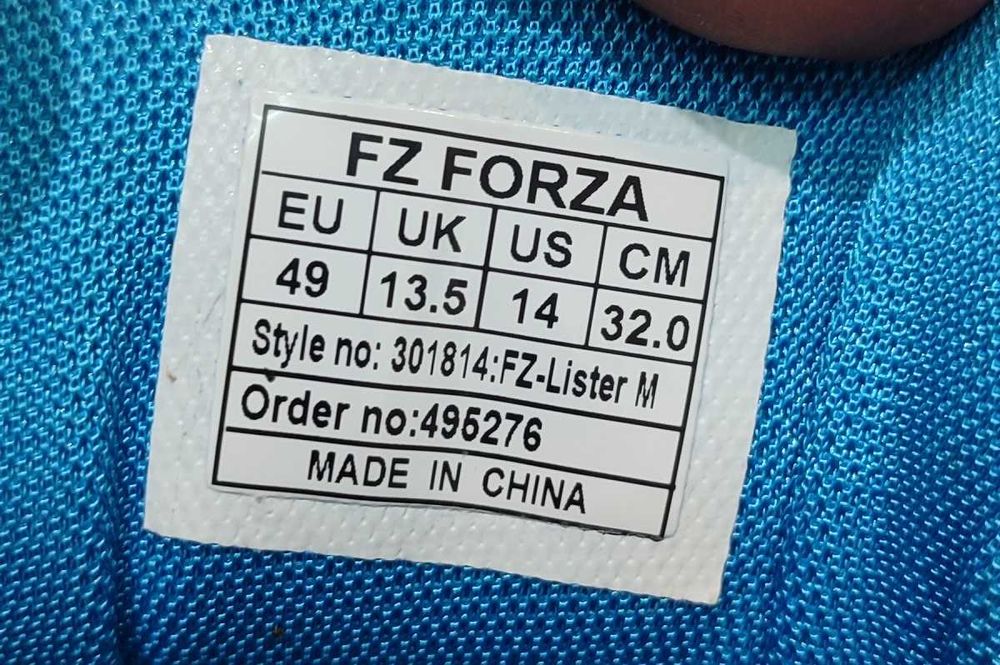 FZ FORZA
EU UK US CM
49 13.5 14 32.0
Style no: 301814:FZ-Lister M
Order no:495276
MADE IN CHINA